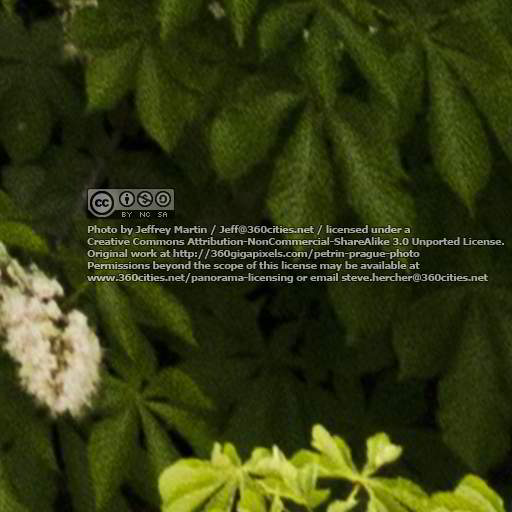 cc BY NC SA
Photo by Jeffrey Martin / Jeff@360cities.net / licensed under a
Creative Commons Attribution-NonCommercial-ShareAlike 3.0 Unported License.
Original work at http://360gigapixels.com/petrin-prague-photo
Permissions beyond the scope of this license may be available at
www.360cities.net/panorama-licensing or email steve.hercher@360cities.net